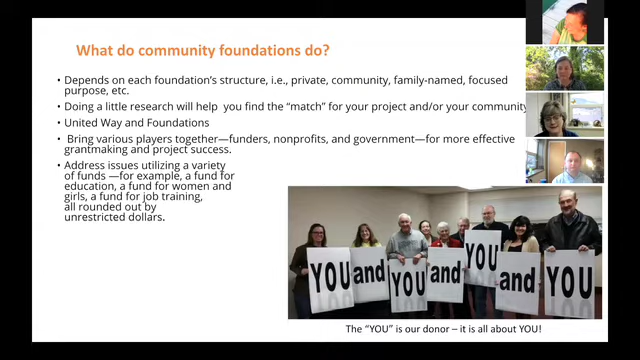 What do community foundations do?
• Depends on each foundation's structure, i.e., private, community, family-named, focused
purpose, etc.
• Doing a little research will help  you find the "match" for your project and/or your community
• United Way and Foundations
•  Bring various players together—funders, nonprofits, and government—for more effective
grantmaking and project success.
• Address issues utilizing a variety
of funds —for example, a fund for
education, a fund for women and
girls, a fund for job training,
all rounded out by
unrestricted dollars.
YOU and YOU and YOU and YOU
The "YOU" is our donor – it is all about YOU!